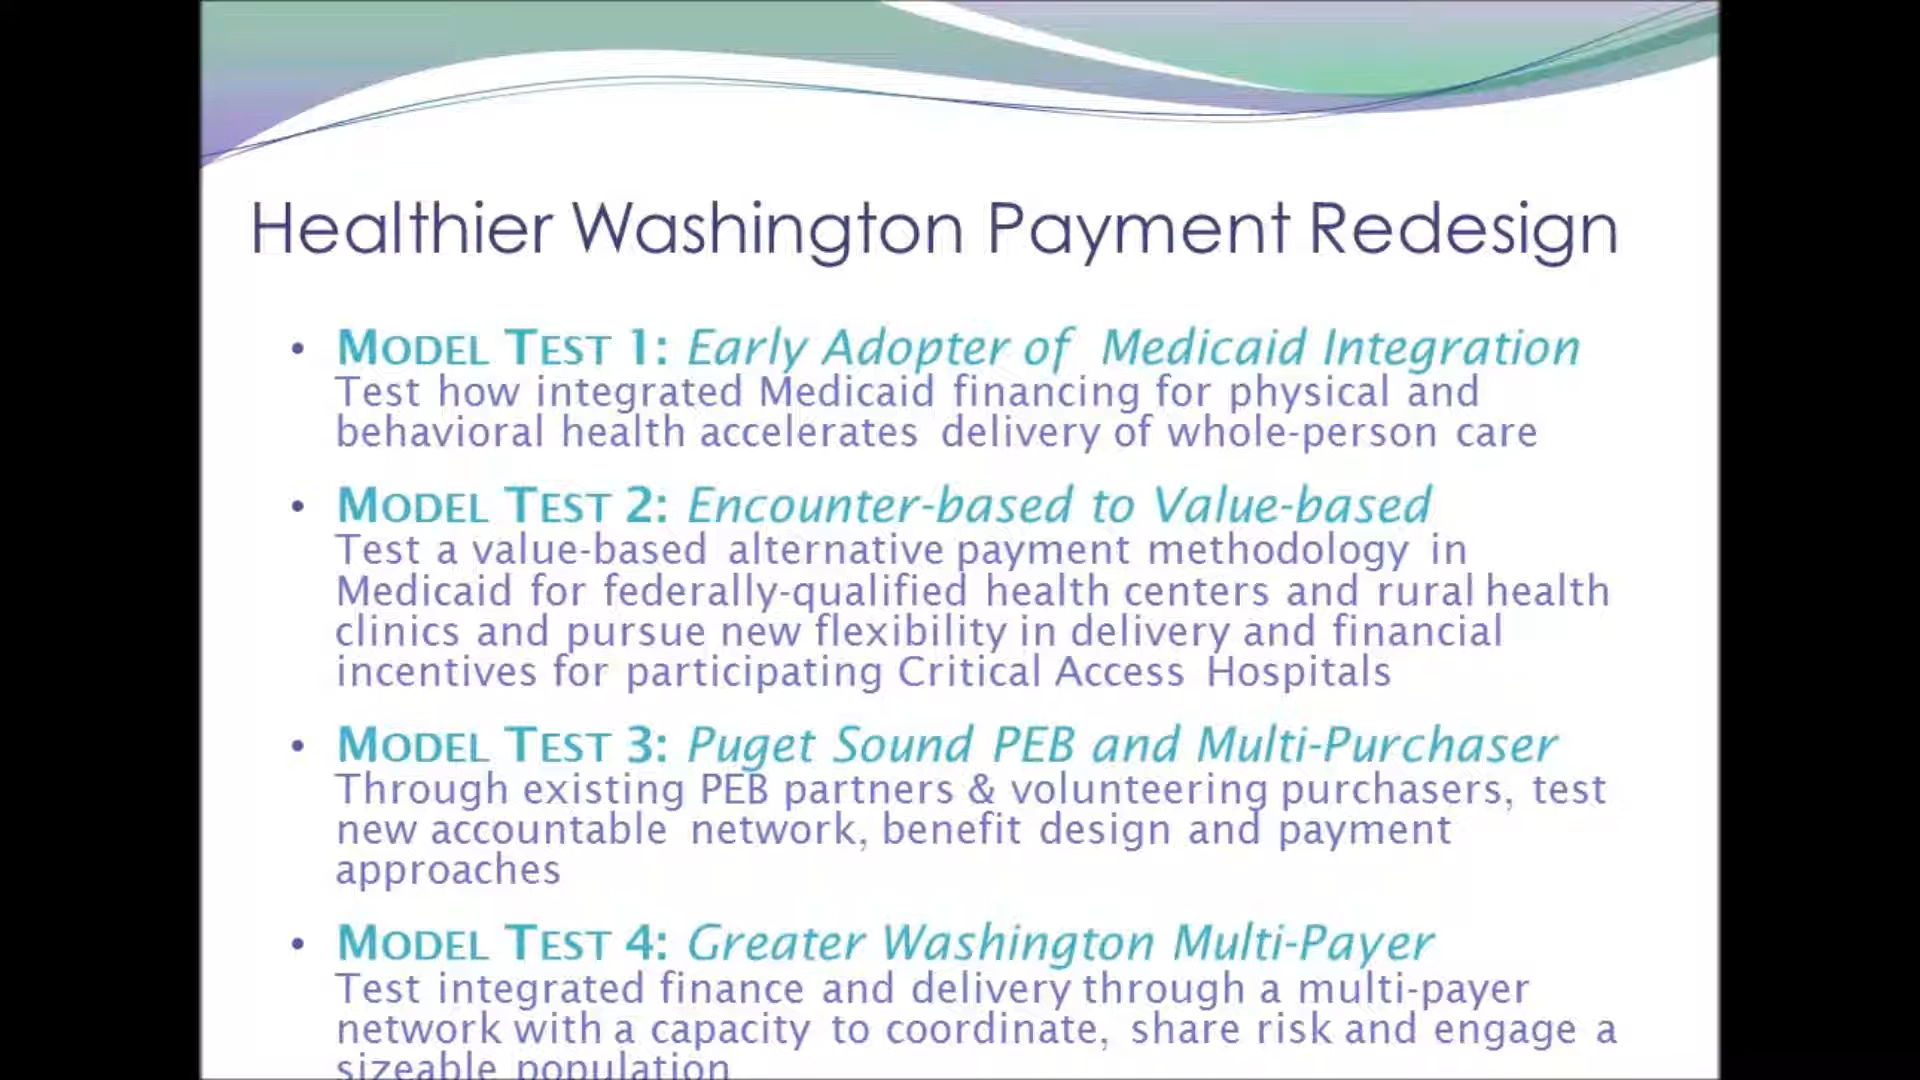 Healthier Washington Payment Redesign
• MODEL TEST 1: Early Adopter of Medicaid Integration
Test how integrated Medicaid financing for physical and
behavioral health accelerates delivery of whole-person care
• MODEL TEST 2: Encounter-based to Value-based
Test a value-based alternative payment methodology in
Medicaid for federally-qualified health centers and rural health
clinics and pursue new flexibility in delivery and financial
incentives for participating Critical Access Hospitals
• MODEL TEST 3: Puget Sound PEB and Multi-Purchaser
Through existing PEB partners & volunteering purchasers, test
new accountable network, benefit design and payment
approaches
• MODEL TEST 4: Greater Washington Multi-Payer
Test integrated finance and delivery through a multi-payer
network with a capacity to coordinate, share risk and engage a
sizeable population